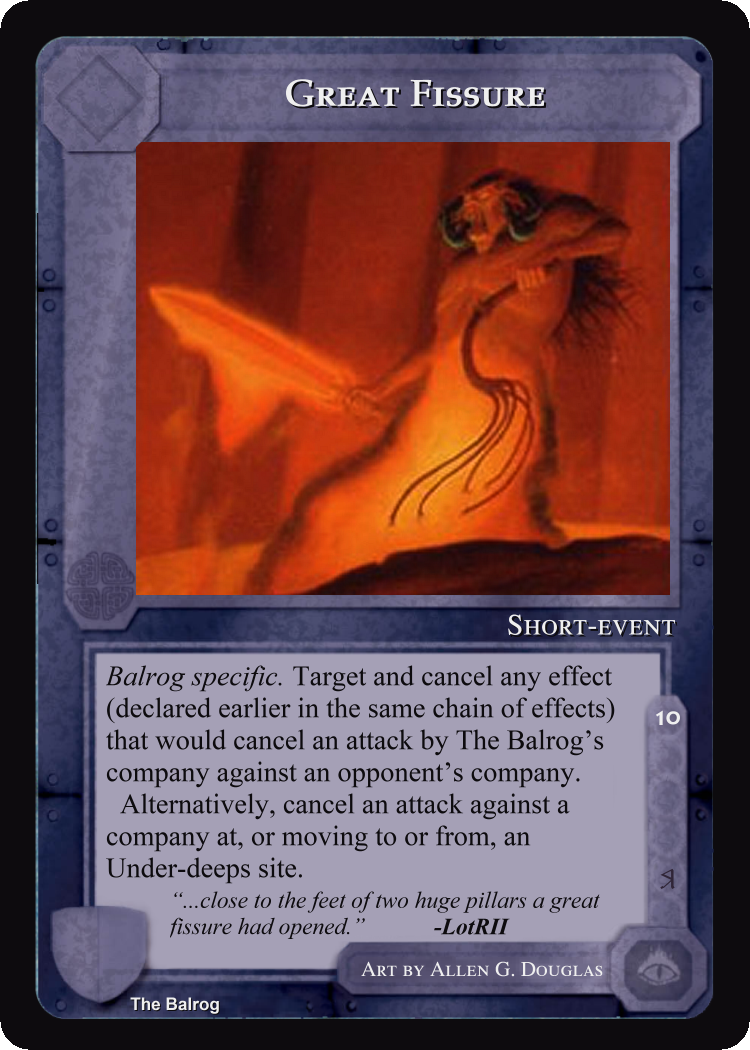 Great Fissure
Short-event
Balrog specific. Target and cancel any effect
(declared earlier in the same chain of effects)
that would cancel an attack by The Balrog's
company against an opponent's company.
Alternatively, cancel an attack against a
company at, or moving to or from, an
Under-deeps site.
10
"...close to the feet of two huge pillars a great
fissure had opened." -LotRII
Art by Allen G. Douglas
The Balrog